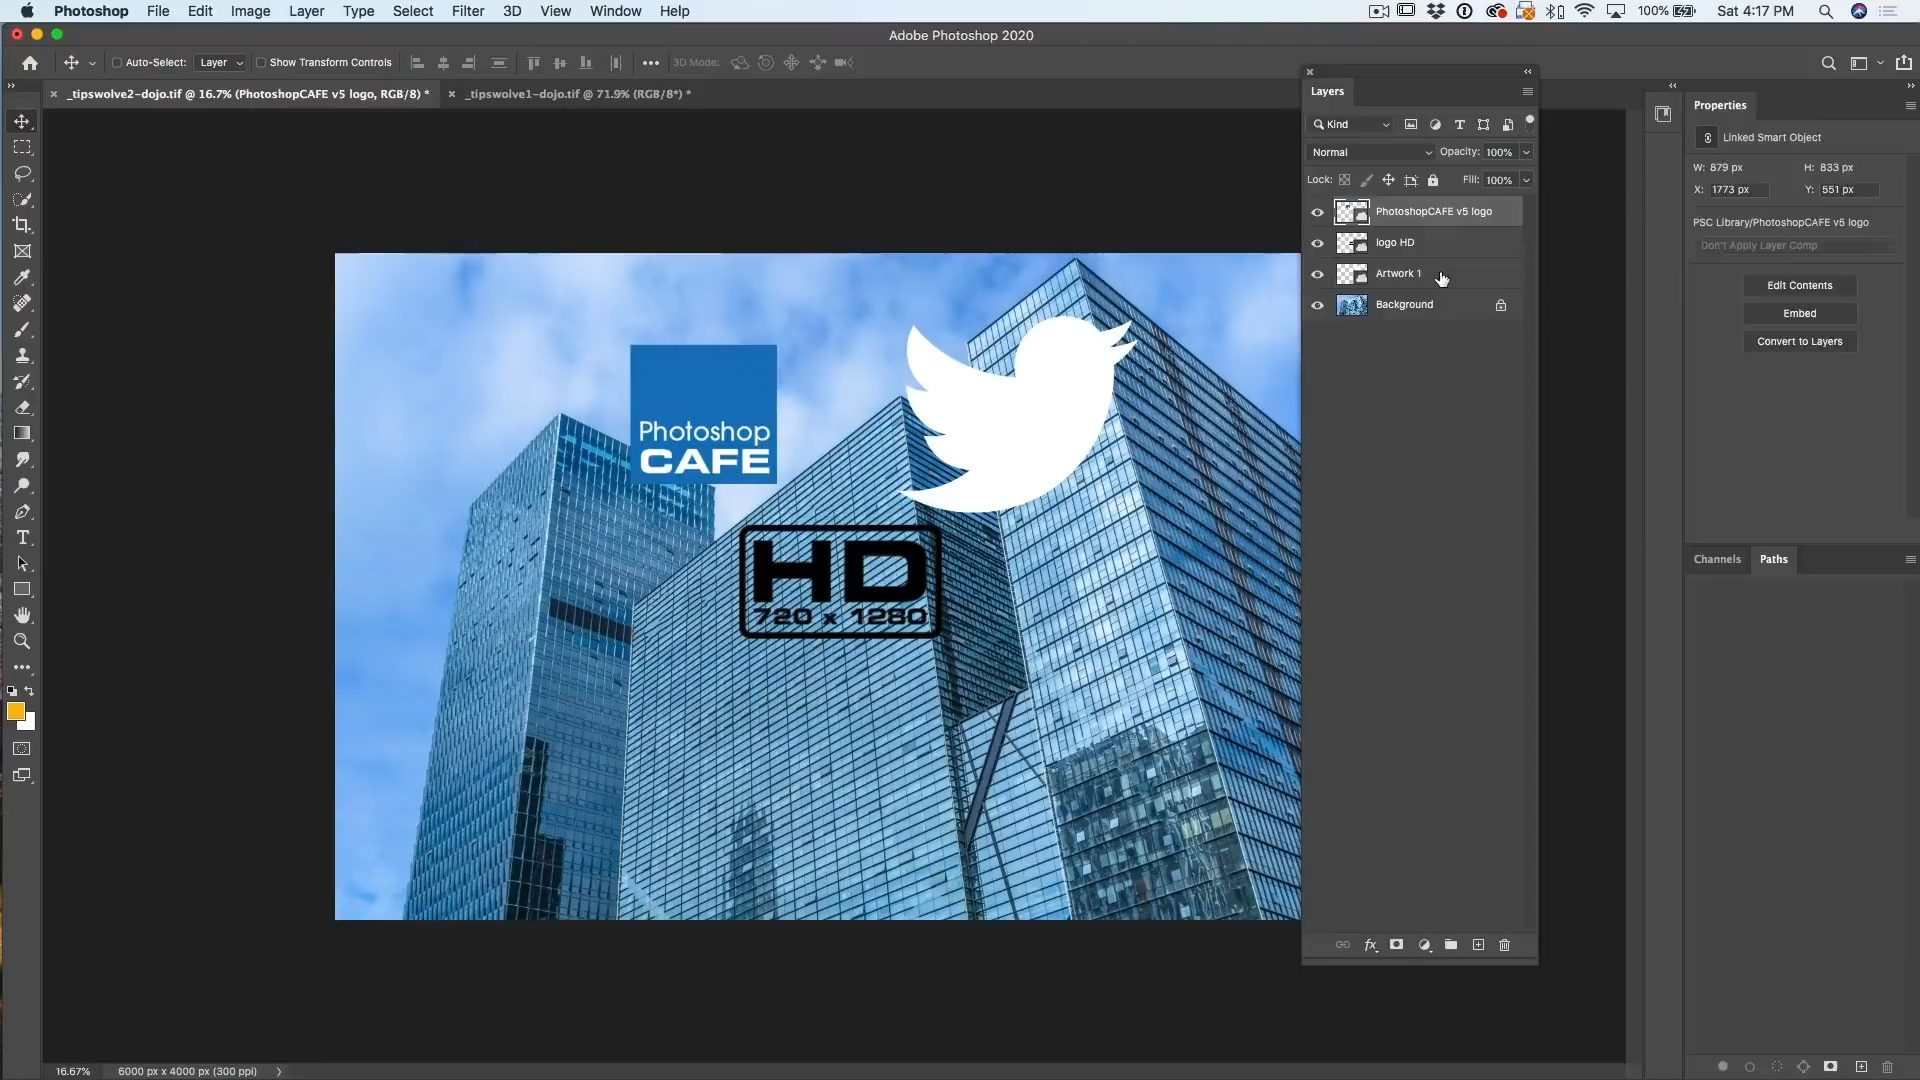 Photoshop File Edit Image Layer Type Select Filter 3D View Window Help 100% Sat 4:17 PM
Adobe Photoshop 2020
Auto-Select: Layer Show Transform Controls 3D Mode:
_tipswolve2-dojo.tif @ 16.7% (PhotoshopCAFE v5 logo, RGB/8) * _tipswolve1-dojo.tif @ 71.9% (RGB/8*) *
Layers
Kind
Normal Opacity: 100%
Lock: Fill: 100%
PhotoshopCAFE v5 logo
logo HD
Artwork 1
Background
fx
Properties
Linked Smart Object
W: 879 px H: 833 px
X: 1773 px Y: 551 px
PSC Library/PhotoshopCAFE v5 logo
Don't Apply Layer Comp
Edit Contents
Embed
Convert to Layers
Channels Paths
Photoshop
CAFE
HD
720 x 1280
16.67% 6000 px x 4000 px (300 ppi)